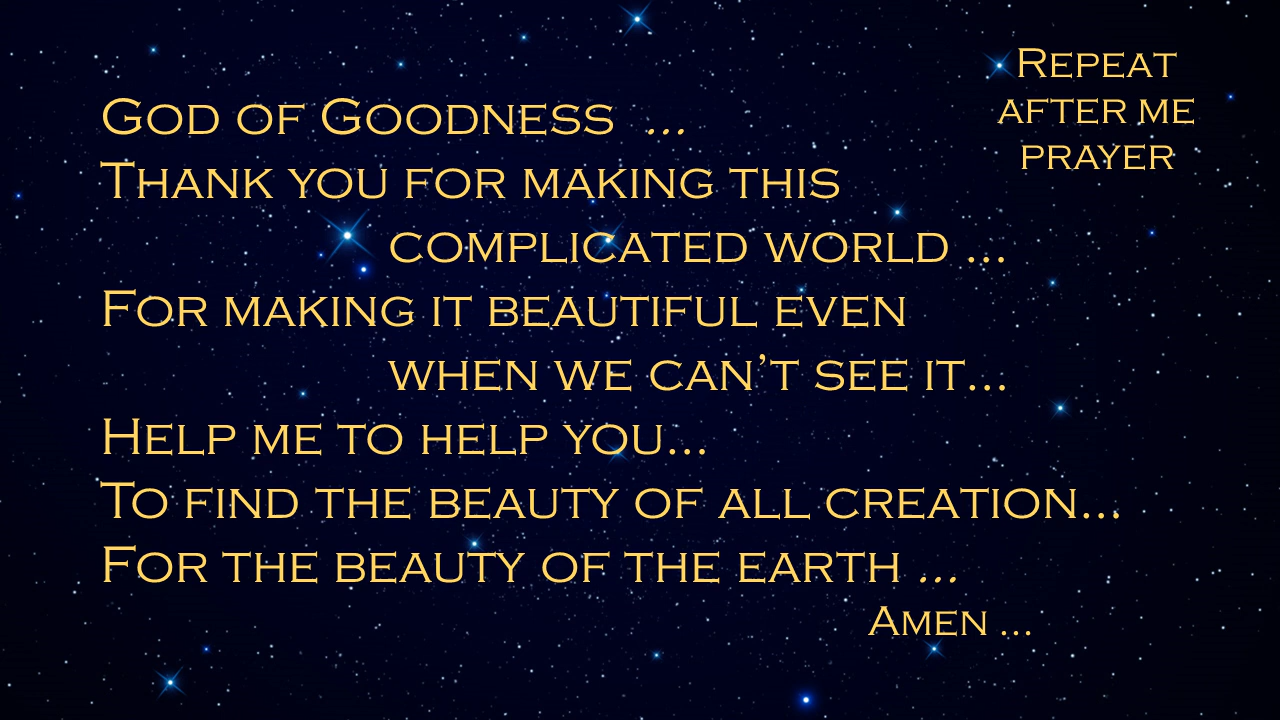 Repeat
after me
prayer
God of Goodness ...
Thank you for making this
complicated world ...
For making it beautiful even
when we can’t see it...
Help me to help you...
To find the beauty of all creation...
For the beauty of the earth ...
Amen ...